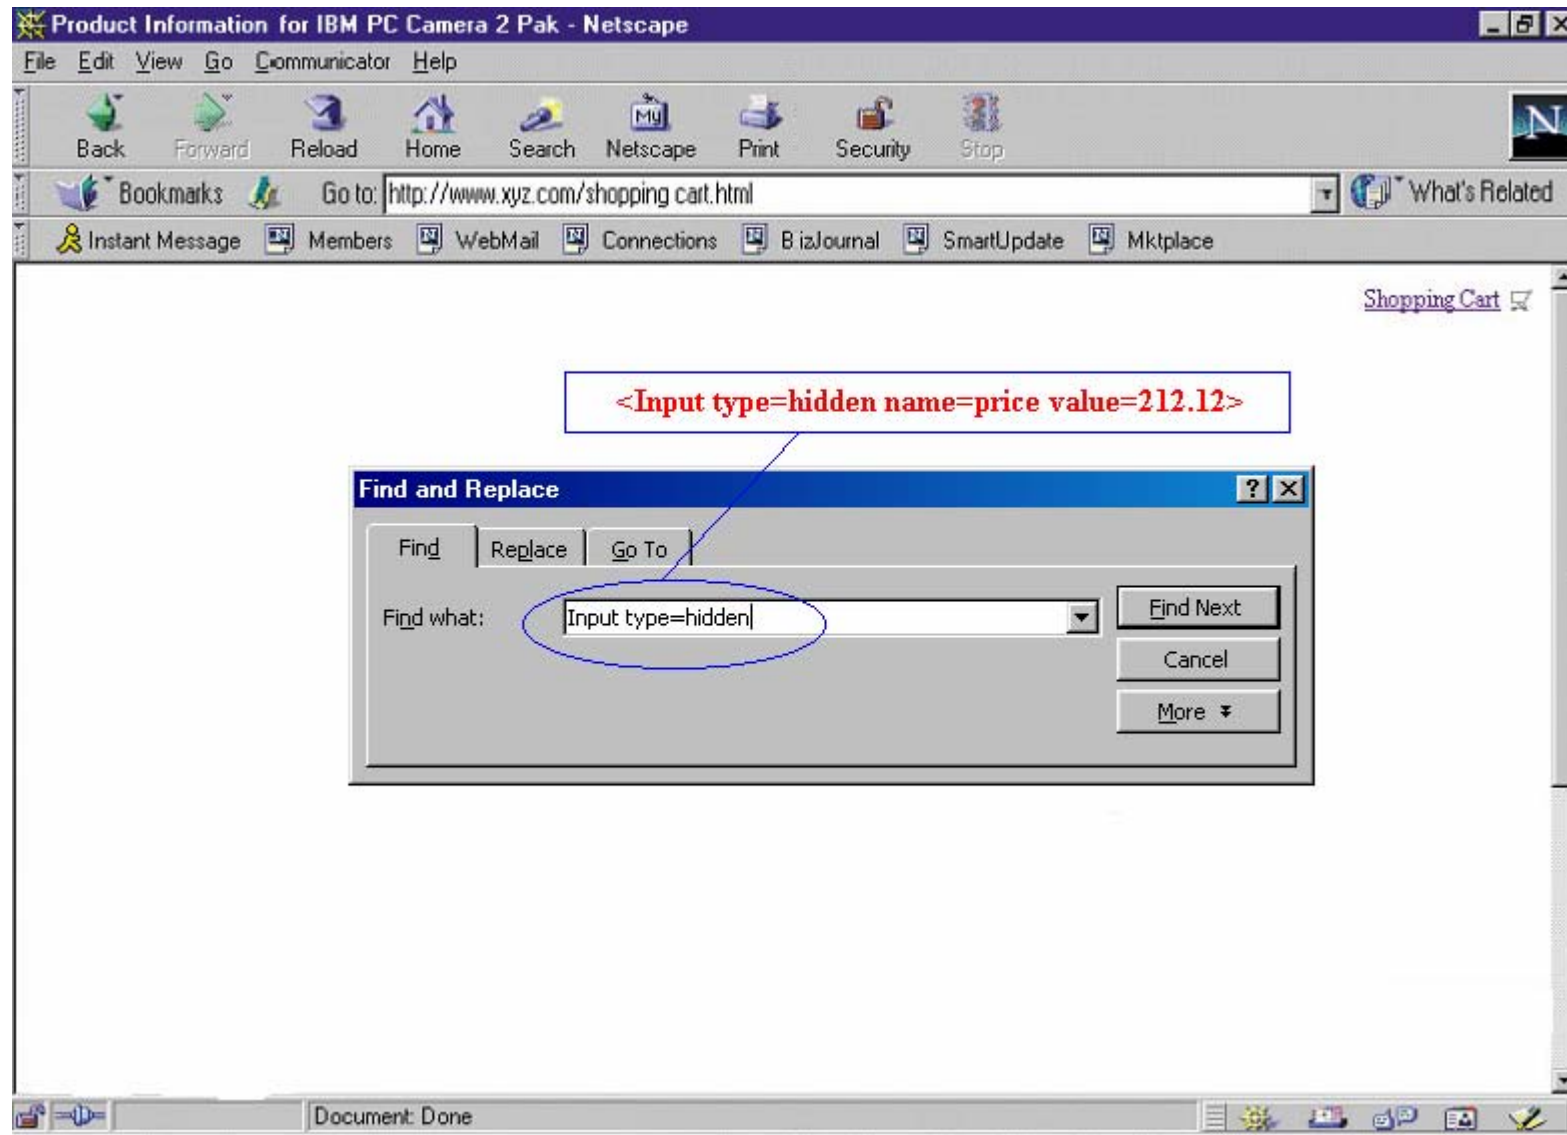 Product Information for IBM PC Camera 2 Pak - Netscape
File Edit View Go Communicator Help
My
N
Back Forward Reload Home Search Netscape Print Security Stop
Bookmarks Go to: http://www.xyz.com/shopping cart.html What's Related
Instant Message Members WebMail Connections BizJournal SmartUpdate Mktplace
Shopping Cart
<Input type=hidden name=price value=212.12>
Find and Replace
Find Replace Go To
Find what: Input type=hidden Find Next
Cancel
More
Document: Done